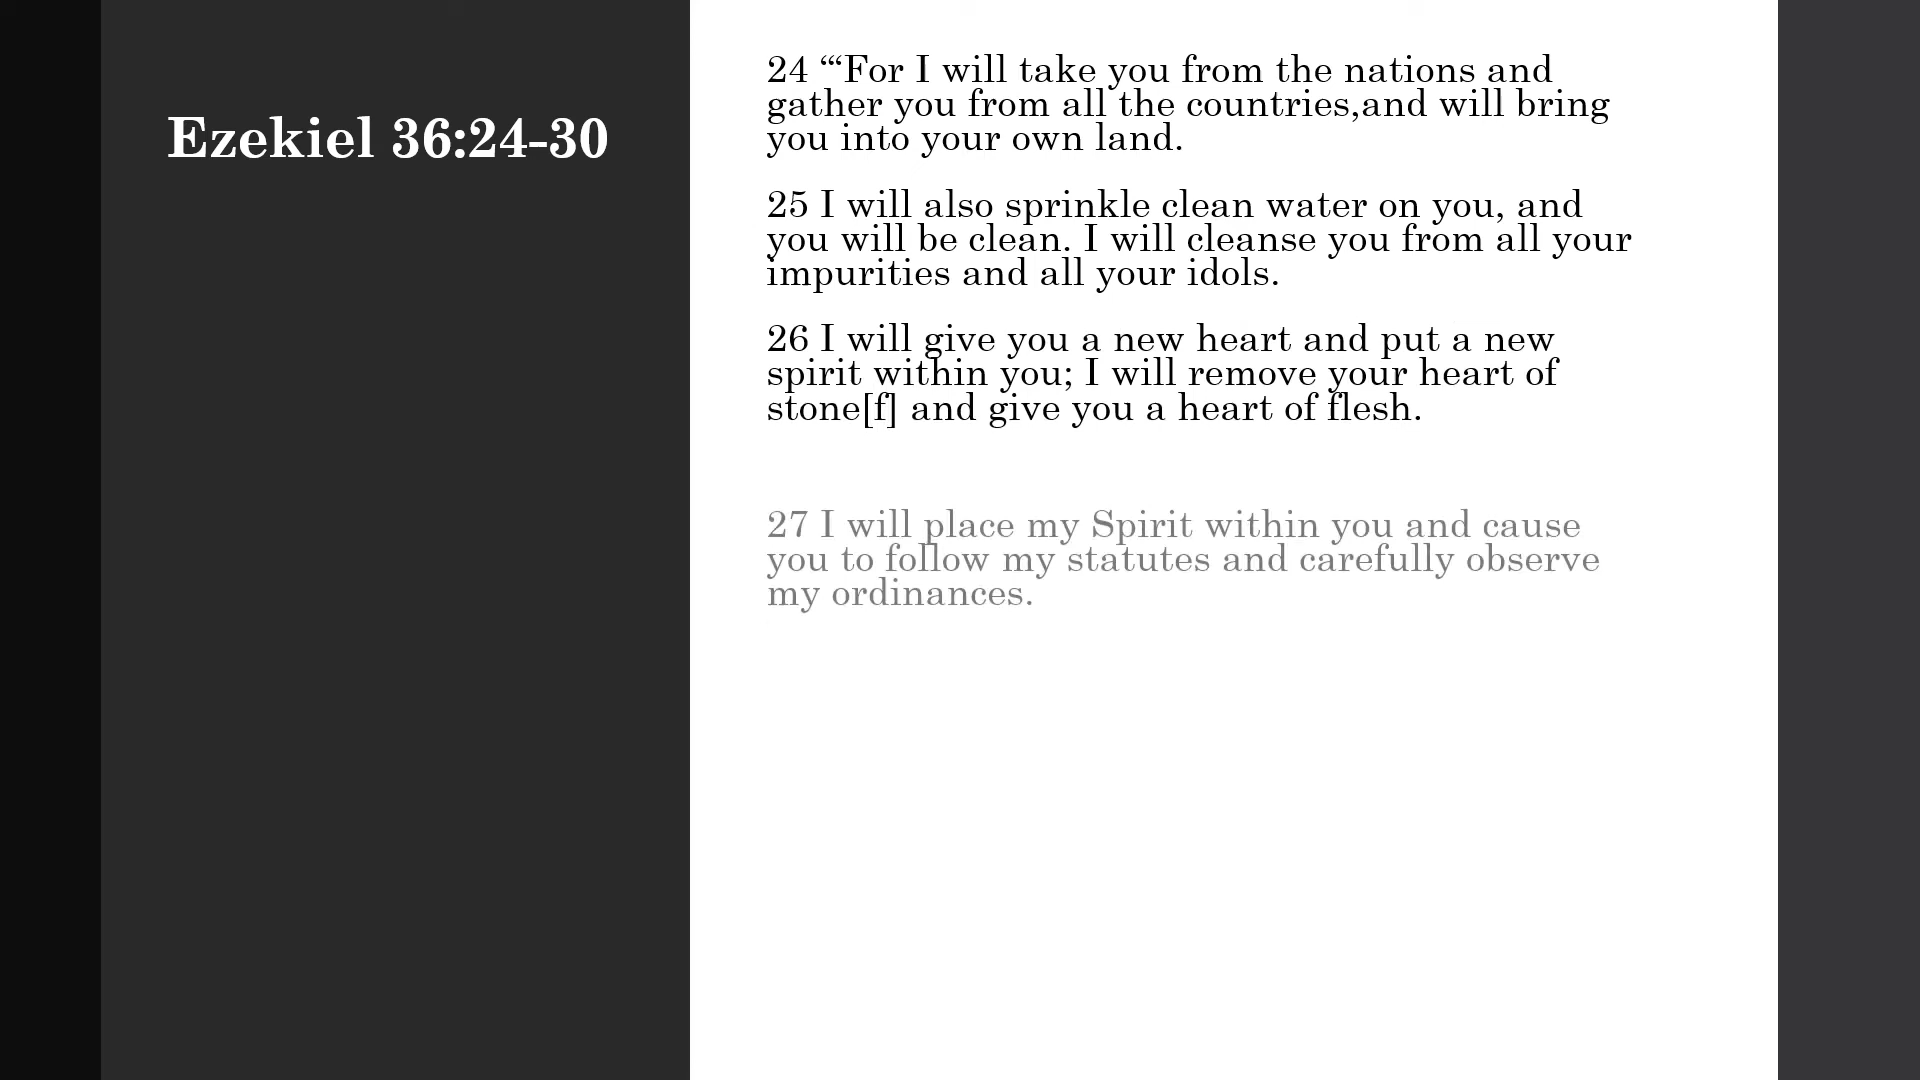 Ezekiel 36:24-30
24 “‘For I will take you from the nations and
gather you from all the countries,and will bring
you into your own land.
25 I will also sprinkle clean water on you, and
you will be clean. I will cleanse you from all your
impurities and all your idols.
26 I will give you a new heart and put a new
spirit within you; I will remove your heart of
stone[f] and give you a heart of flesh.
27 I will place my Spirit within you and cause
you to follow my statutes and carefully observe
my ordinances.